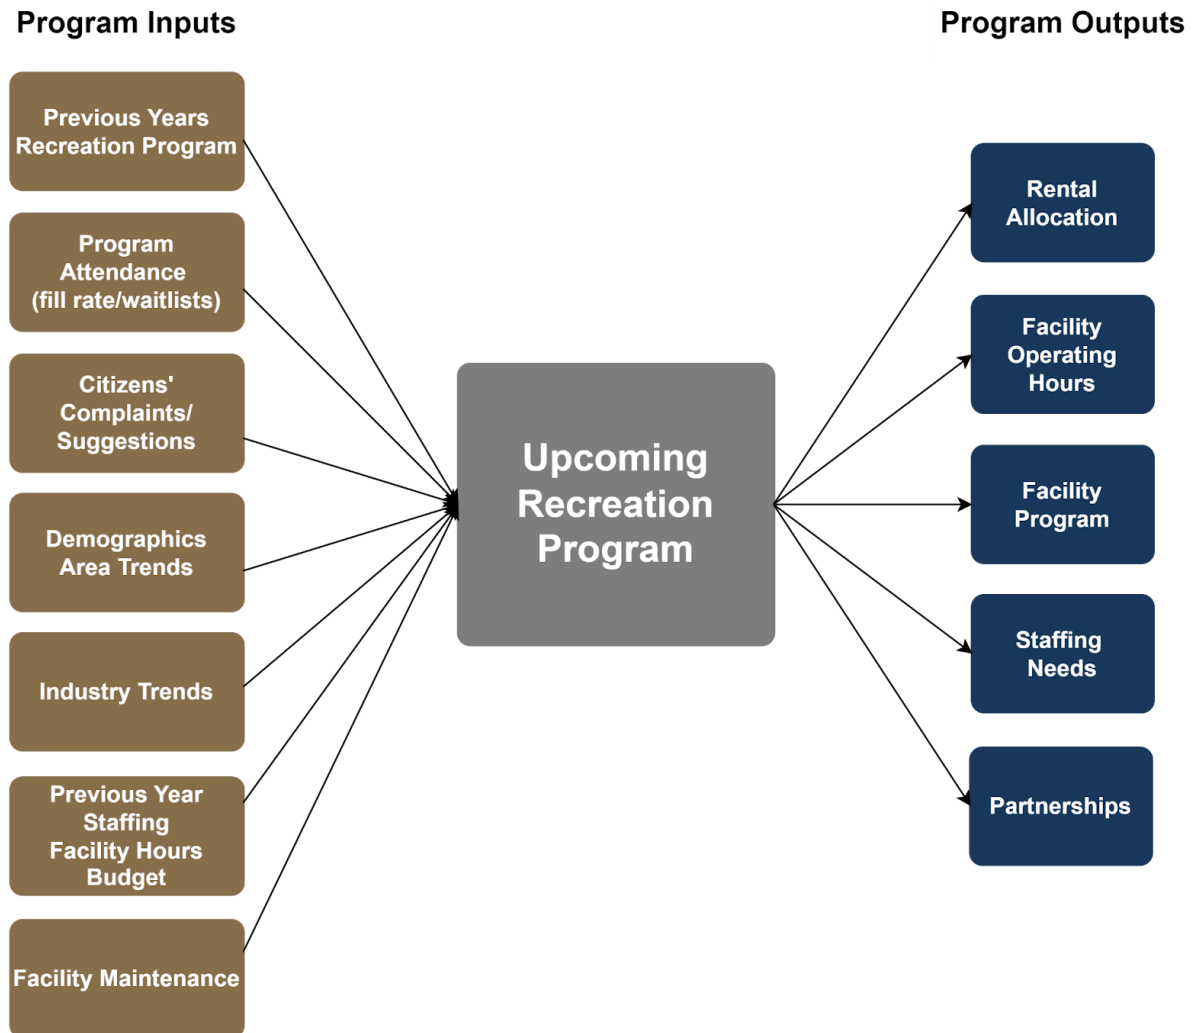 Program Inputs
Program Outputs
Previous Years
Recreation Program
Program
Attendance
(fill rate/waitlists)
Citizens'
Complaints/
Suggestions
Demographics
Area Trends
Industry Trends
Previous Year
Staffing
Facility Hours
Budget
Facility Maintenance
Upcoming
Recreation
Program
Rental
Allocation
Facility
Operating
Hours
Facility
Program
Staffing
Needs
Partnerships